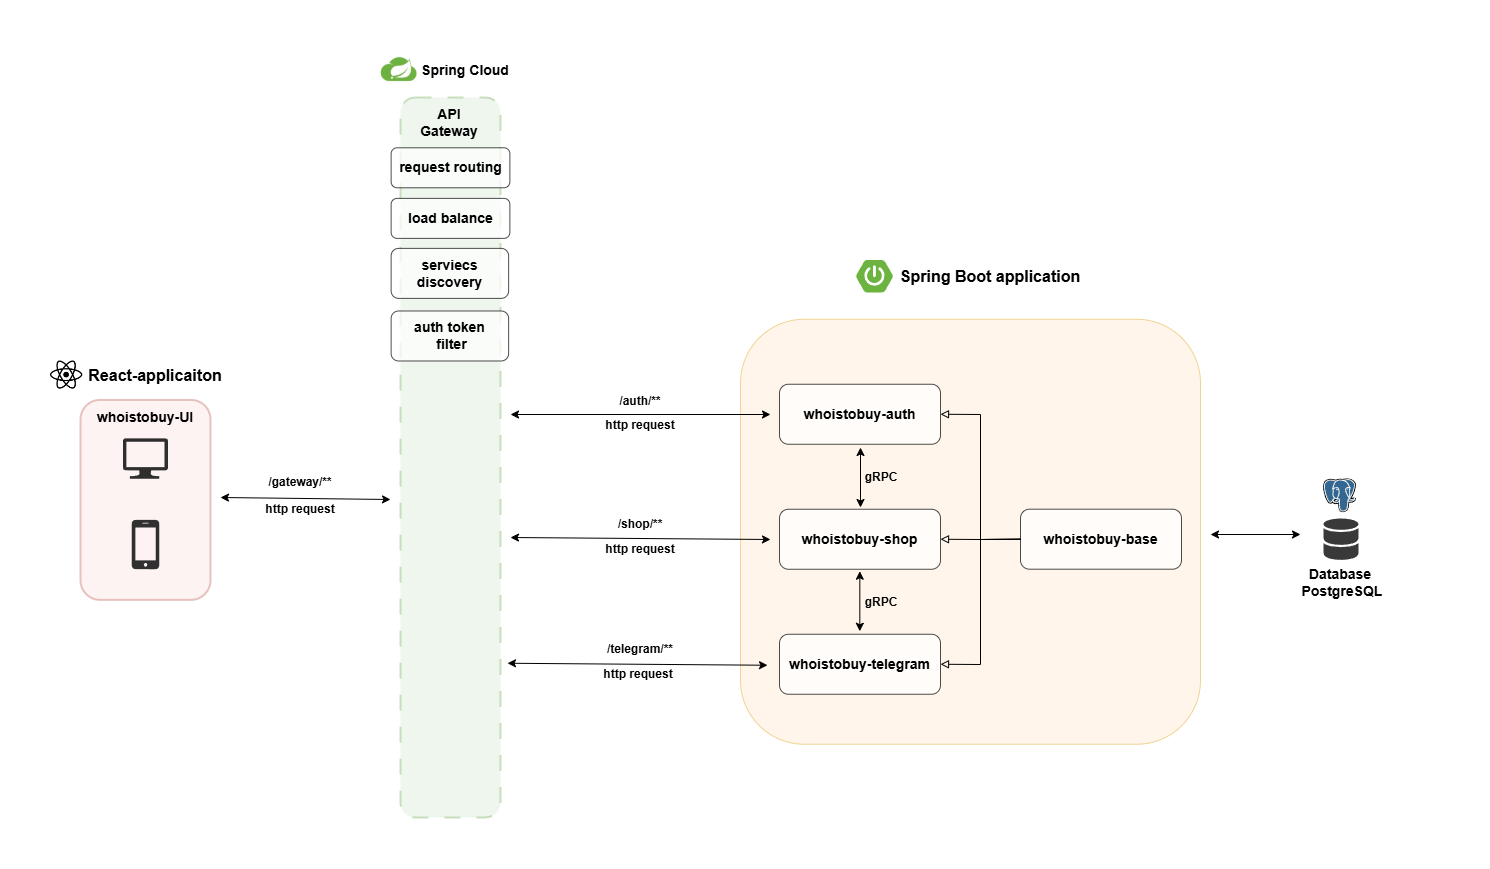 Spring Cloud
API
Gateway
request routing
load balance
serviecs
discovery
auth token
filter
React-applicaiton
whoistobuy-UI
/gateway/**
http request
/auth/**
http request
/shop/**
http request
/telegram/**
http request
Spring Boot application
whoistobuy-auth
gRPC
whoistobuy-shop
gRPC
whoistobuy-telegram
whoistobuy-base
Database
PostgreSQL